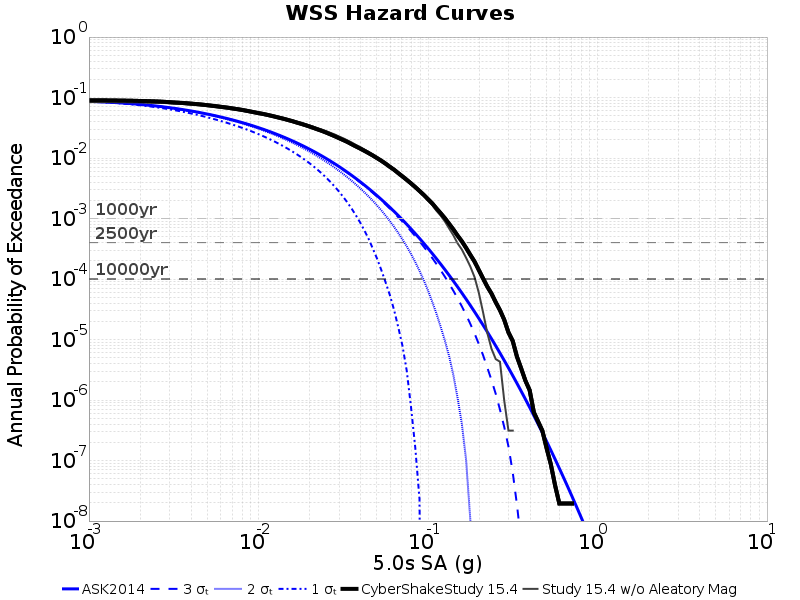 WSS Hazard Curves
Annual Probability of Exceedance
10^0
10^-1
10^-2
10^-3
10^-4
10^-5
10^-6
10^-7
10^-8
1000yr
2500yr
10000yr
10^-3 10^-2 10^-1 10^0 10^1
5.0s SA (g)
ASK2014 3 σₜ 2 σₜ 1 σₜ CyberShakeStudy 15.4 Study 15.4 w/o Aleatory Mag